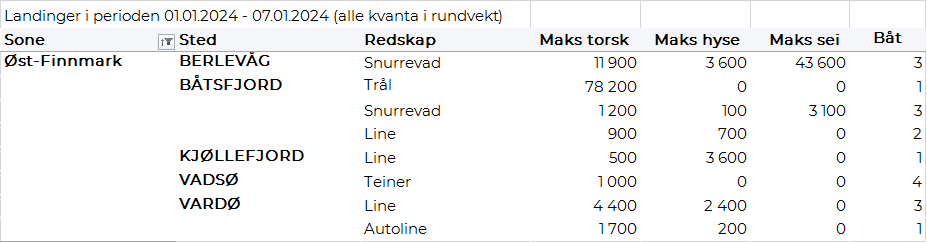 Landinger i perioden 01.01.2024 - 07.01.2024 (alle kvanta i rundvekt)
Sone Sted Redskap Maks torsk Maks hyse Maks sei Båt
Øst-Finnmark BERLEVÅG Snurrevad 11 900 3 600 43 600 3
BÅTSFJORD Trål 78 200 0 0 1
Snurrevad 1 200 100 3 100 3
Line 900 700 0 2
KJØLLEFJORD Line 500 3 600 0 1
VADSØ Teiner 1 000 0 0 4
VARDØ Line 4 400 2 400 0 3
Autoline 1 700 200 0 1